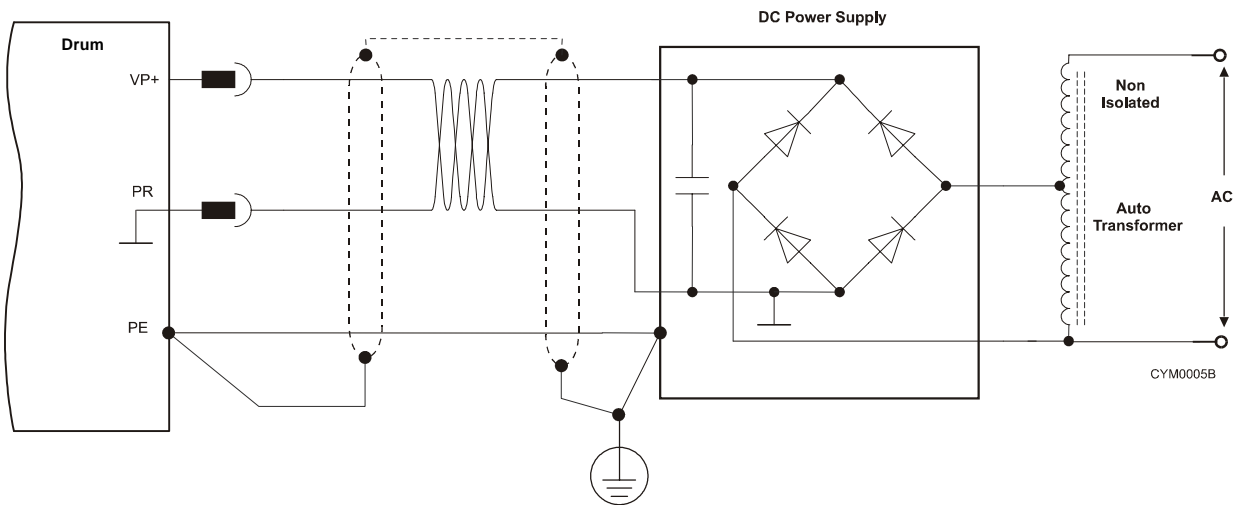 DC Power Supply
Drum
VP+
Non
Isolated
PR
AC
Auto
Transformer
PE
CYM0005B